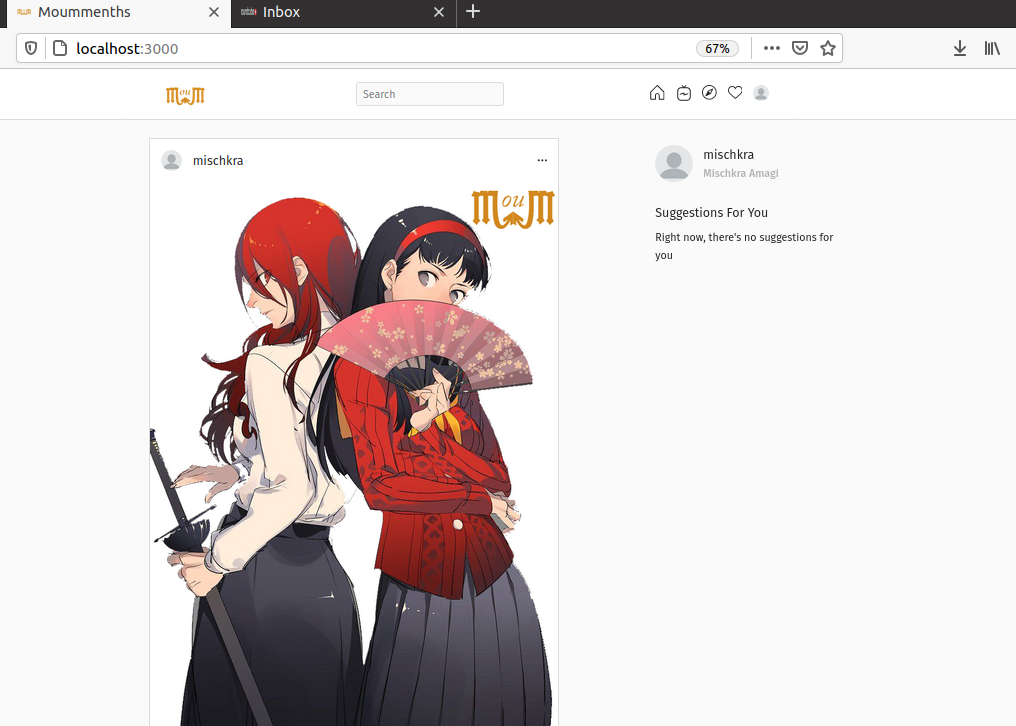 Moummenths
Inbox
localhost:3000
67%
MouM
Search
mischkra
MouM
mischkra
Mischkra Amagi
Suggestions For You
Right now, there's no suggestions for
you